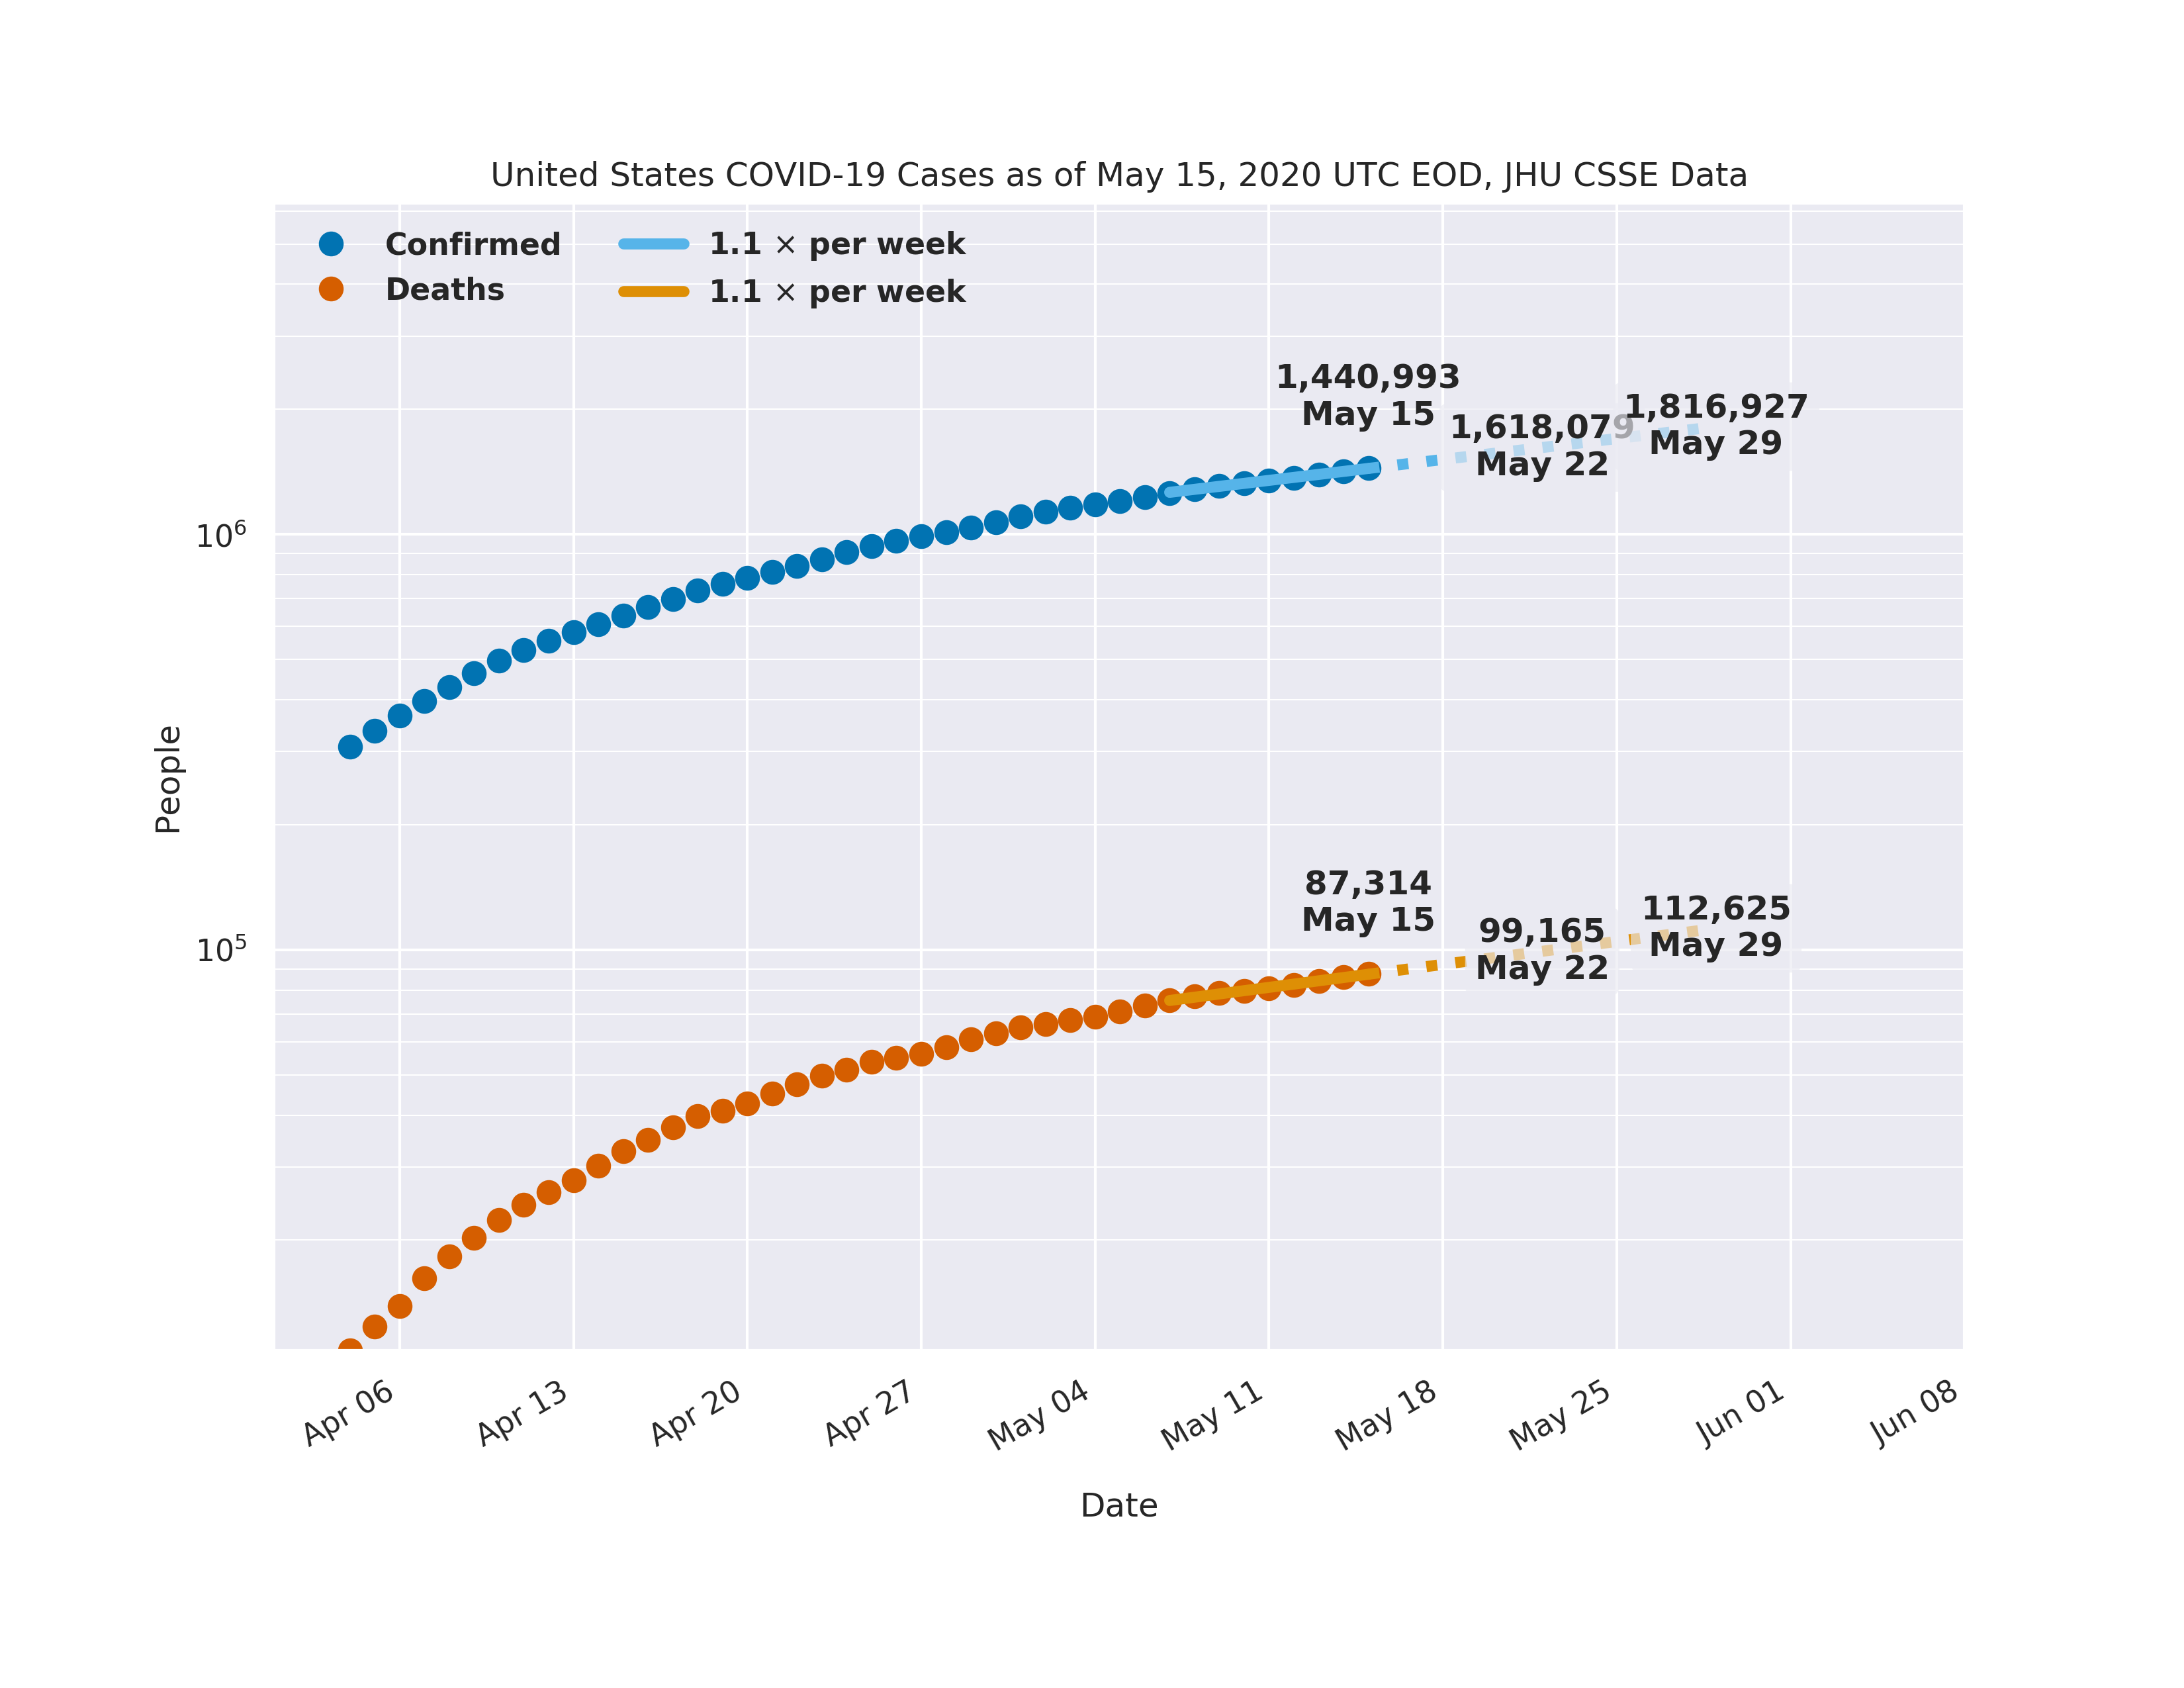 United States COVID-19 Cases as of May 15, 2020 UTC EOD, JHU CSSE Data
Confirmed
Deaths
1.1 × per week
1.1 × per week
1,440,993
May 15
1,618,079
May 22
1,816,927
May 29
87,314
May 15
99,165
May 22
112,625
May 29
People
10⁶
10⁵
Apr 06
Apr 13
Apr 20
Apr 27
May 04
May 11
May 18
May 25
Jun 01
Jun 08
Date